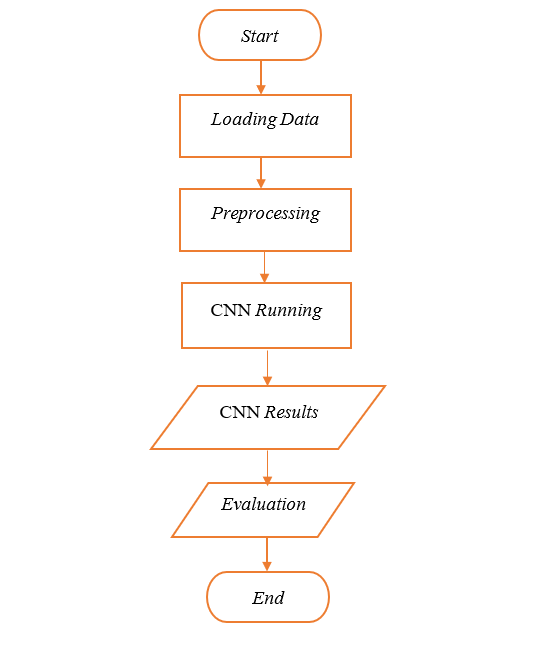 Start
Loading Data
Preprocessing
CNN Running
CNN Results
Evaluation
End